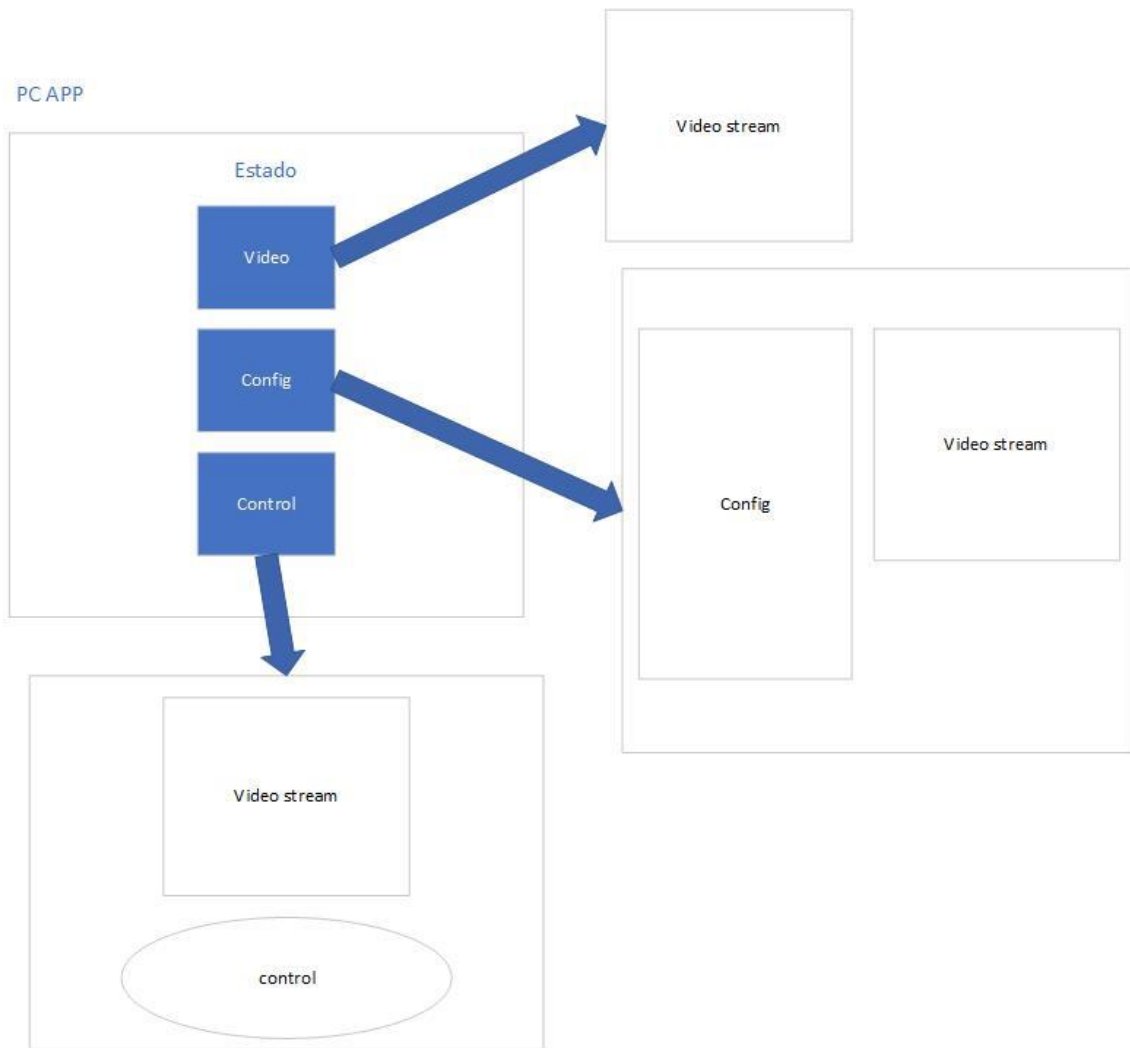 PC APP
Estado
Video
Config
Control
Video stream
Config
Video stream
Video stream
control